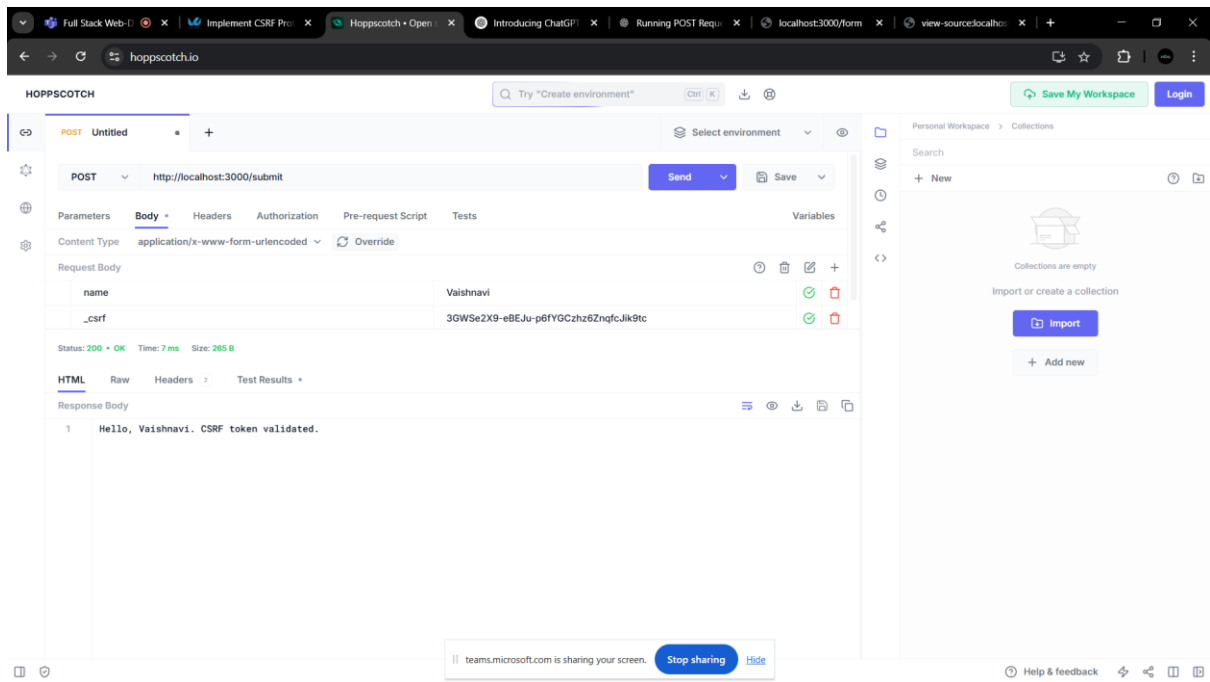 Full Stack Web-D
Implement CSRF Pro
Hoppscotch • Open s
Introducing ChatGPT
Running POST Reque
localhost:3000/form
view-source:localhos
hoppscotch.io
HOPPSCOTCH
Try "Create environment"
Ctrl K
Save My Workspace
Login
POST Untitled
Select environment
Personal Workspace > Collections
Search
+ New
POST
http://localhost:3000/submit
Send
Save
Parameters Body Headers Authorization Pre-request Script Tests Variables
Content Type application/x-www-form-urlencoded Override
Request Body
name Vaishnavi
_csrf 3GWSe2X9-eBEJu-p6fYGCzhz6ZnqfcJik9tc
Collections are empty
Import or create a collection
Import
+ Add new
Status: 200 • OK Time: 7 ms Size: 265 B
HTML Raw Headers 7 Test Results
Response Body
1 Hello, Vaishnavi. CSRF token validated.
teams.microsoft.com is sharing your screen. Stop sharing Hide
Help & feedback